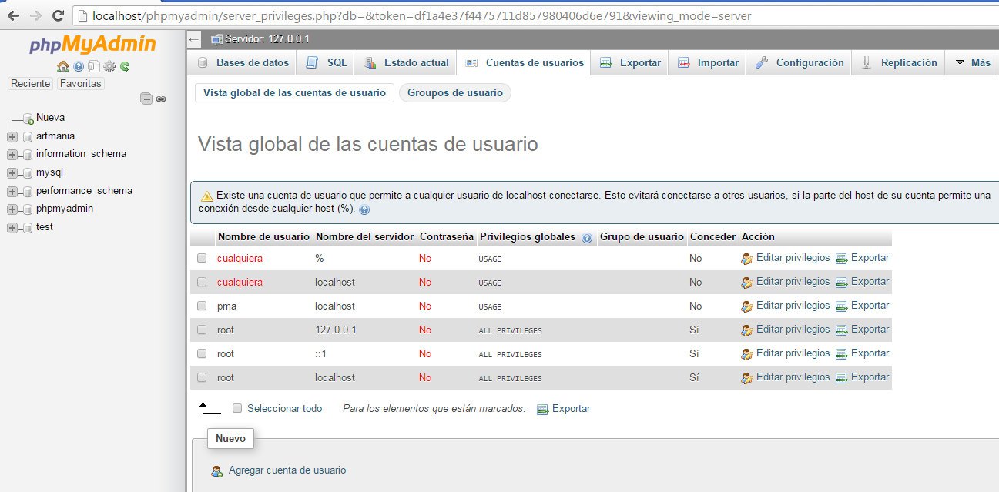 localhost/phpmyadmin/server_privileges.php?db=&token=df1a4e37f4475711d857980406d6e791&viewing_mode=server
phpMyAdmin
Reciente Favoritas
Nueva
artmania
information_schema
mysql
performance_schema
phpmyadmin
test
Servidor: 127.0.0.1
Bases de datos SQL Estado actual Cuentas de usuarios Exportar Importar Configuración Replicación Más
Vista global de las cuentas de usuario Groupos de usuario
Vista global de las cuentas de usuario
Existe una cuenta de usuario que permite a cualquier usuario de localhost conectarse. Esto evitará conectarse a otros usuarios, si la parte del host de su cuenta permite una
conexión desde cualquier host (%).
Nombre de usuario Nombre del servidor Contraseña Privilegios globales Grupo de usuario Conceder Acción
cualquiera % No USAGE No Editar privilegios Exportar
cualquiera localhost No USAGE No Editar privilegios Exportar
pma localhost No USAGE No Editar privilegios Exportar
root 127.0.0.1 No ALL PRIVILEGES Sí Editar privilegios Exportar
root ::1 No ALL PRIVILEGES Sí Editar privilegios Exportar
root localhost No ALL PRIVILEGES Sí Editar privilegios Exportar
Seleccionar todo Para los elementos que están marcados: Exportar
Nuevo
Agregar cuenta de usuario